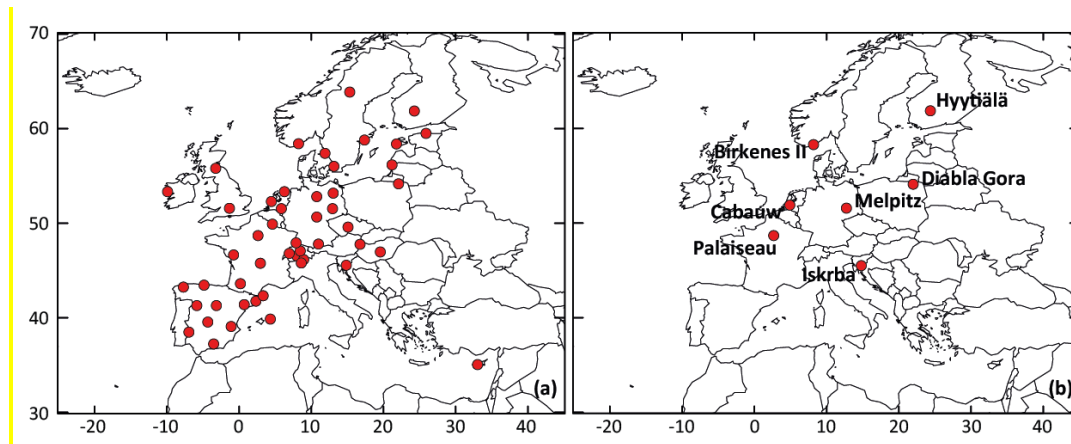 70
60
50
40
30
(a)
-20 -10 0 10 20 30 40
Hyytiälä
Birkenes II
Diabla Gora
Cabauw
Melpitz
Palaiseau
Iskrba
(b)
-20 -10 0 10 20 30 40